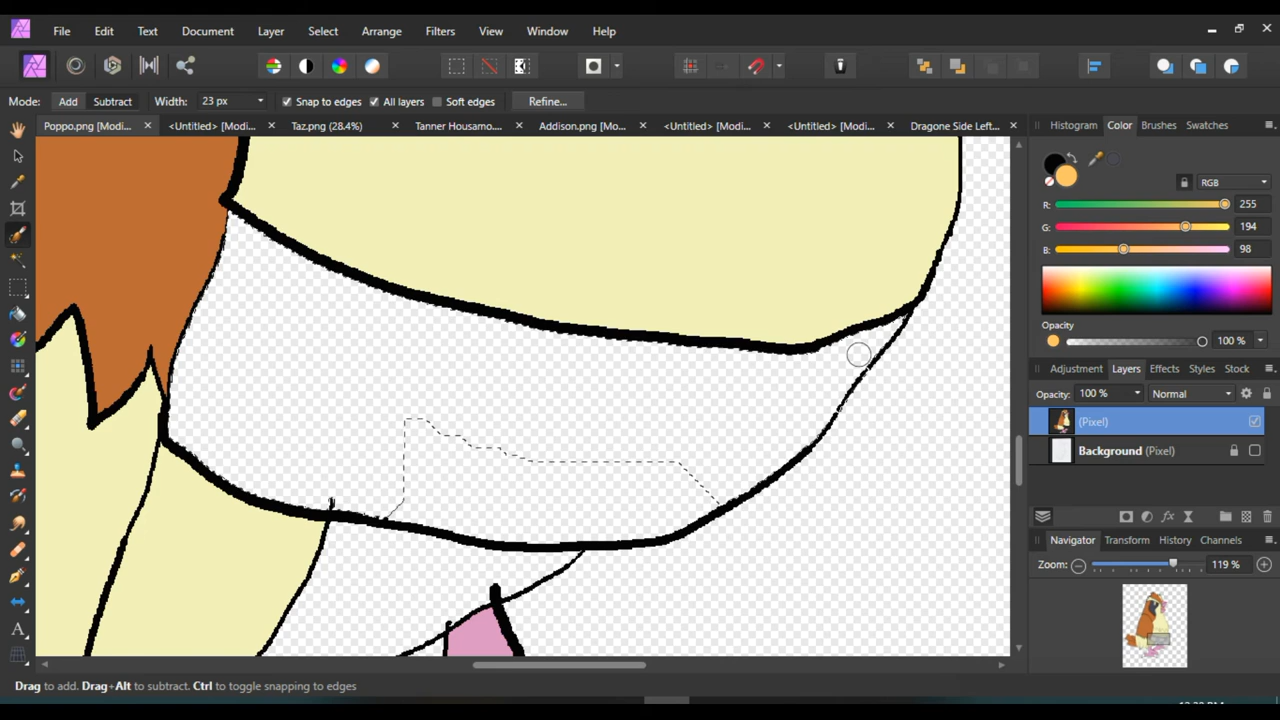 File Edit Text Document Layer Select Arrange Filters View Window Help
Mode: Add Subtract Width: 23 px Snap to edges All layers Soft edges Refine...
Poppo.png [Modi... <Untitled> [Modi... Taz.png (28.4%) Tanner Housamo... Addison.png [Mo... <Untitled> [Modi... <Untitled> [Modi... Dragone Side Left...
Histogram Color Brushes Swatches
RGB
R: 255
G: 194
B: 98
Opacity
100 %
Adjustment Layers Effects Styles Stock
Opacity: 100 % Normal
(Pixel)
Background (Pixel)
fx
Navigator Transform History Channels
Zoom: 119 %
A
Drag to add. Drag+Alt to subtract. Ctrl to toggle snapping to edges